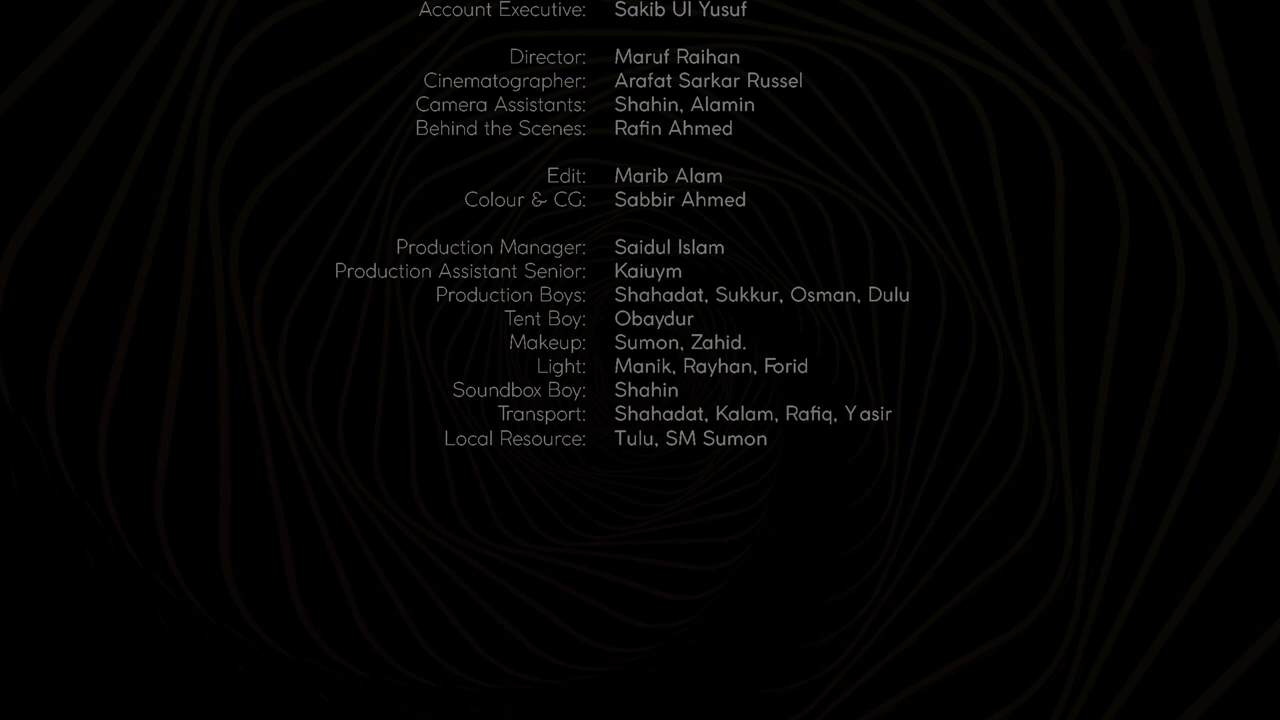 Account Executive: Sakib Ul Yusuf
Director: Maruf Raihan
Cinematographer: Arafat Sarkar Russel
Camera Assistants: Shahin, Alamin
Behind the Scenes: Rafin Ahmed
Edit: Marib Alam
Colour & CG: Sabbir Ahmed
Production Manager: Saidul Islam
Production Assistant Senior: Kaiuym
Production Boys: Shahadat, Sukkur, Osman, Dulu
Tent Boy: Obaydur
Makeup: Sumon, Zahid.
Light: Manik, Rayhan, Forid
Soundbox Boy: Shahin
Transport: Shahadat, Kalam, Rafiq, Yasir
Local Resource: Tulu, SM Sumon